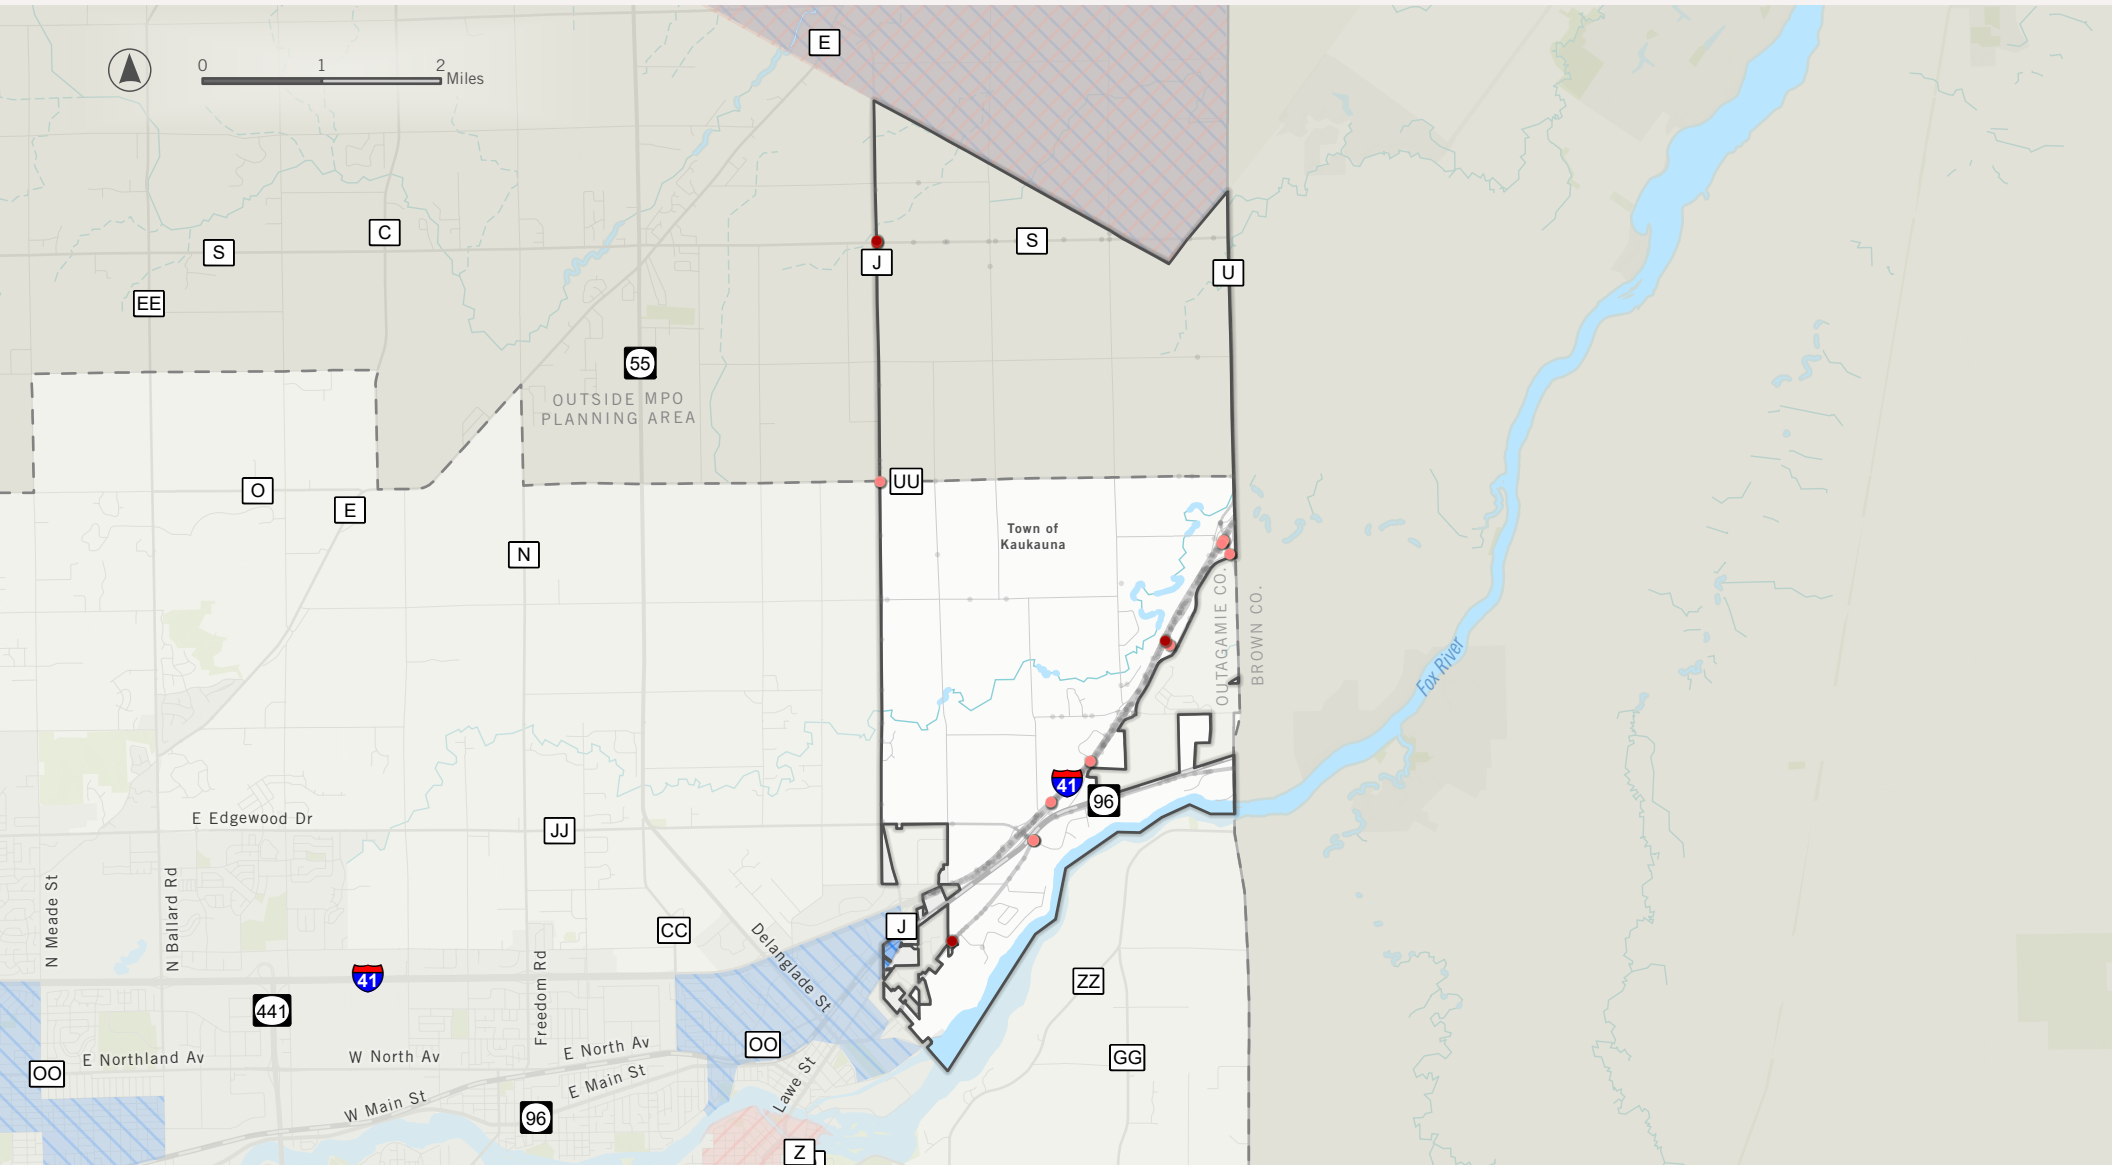 E
0 1 2
Miles
C
S
S
J
U
EE
55
OUTSIDE MPO
PLANNING AREA
UU
O
E
Town of
Kaukauna
N
OUTAGAMIE CO.
BROWN CO.
Fox River
41
96
E Edgewood Dr
JJ
N Meade St
N Ballard Rd
J
CC
Delanglade St
Freedom Rd
41
ZZ
441
OO
E North Av
W North Av
E Northland Av
GG
OO
E Main St
Lawe St
W Main St
96
Z